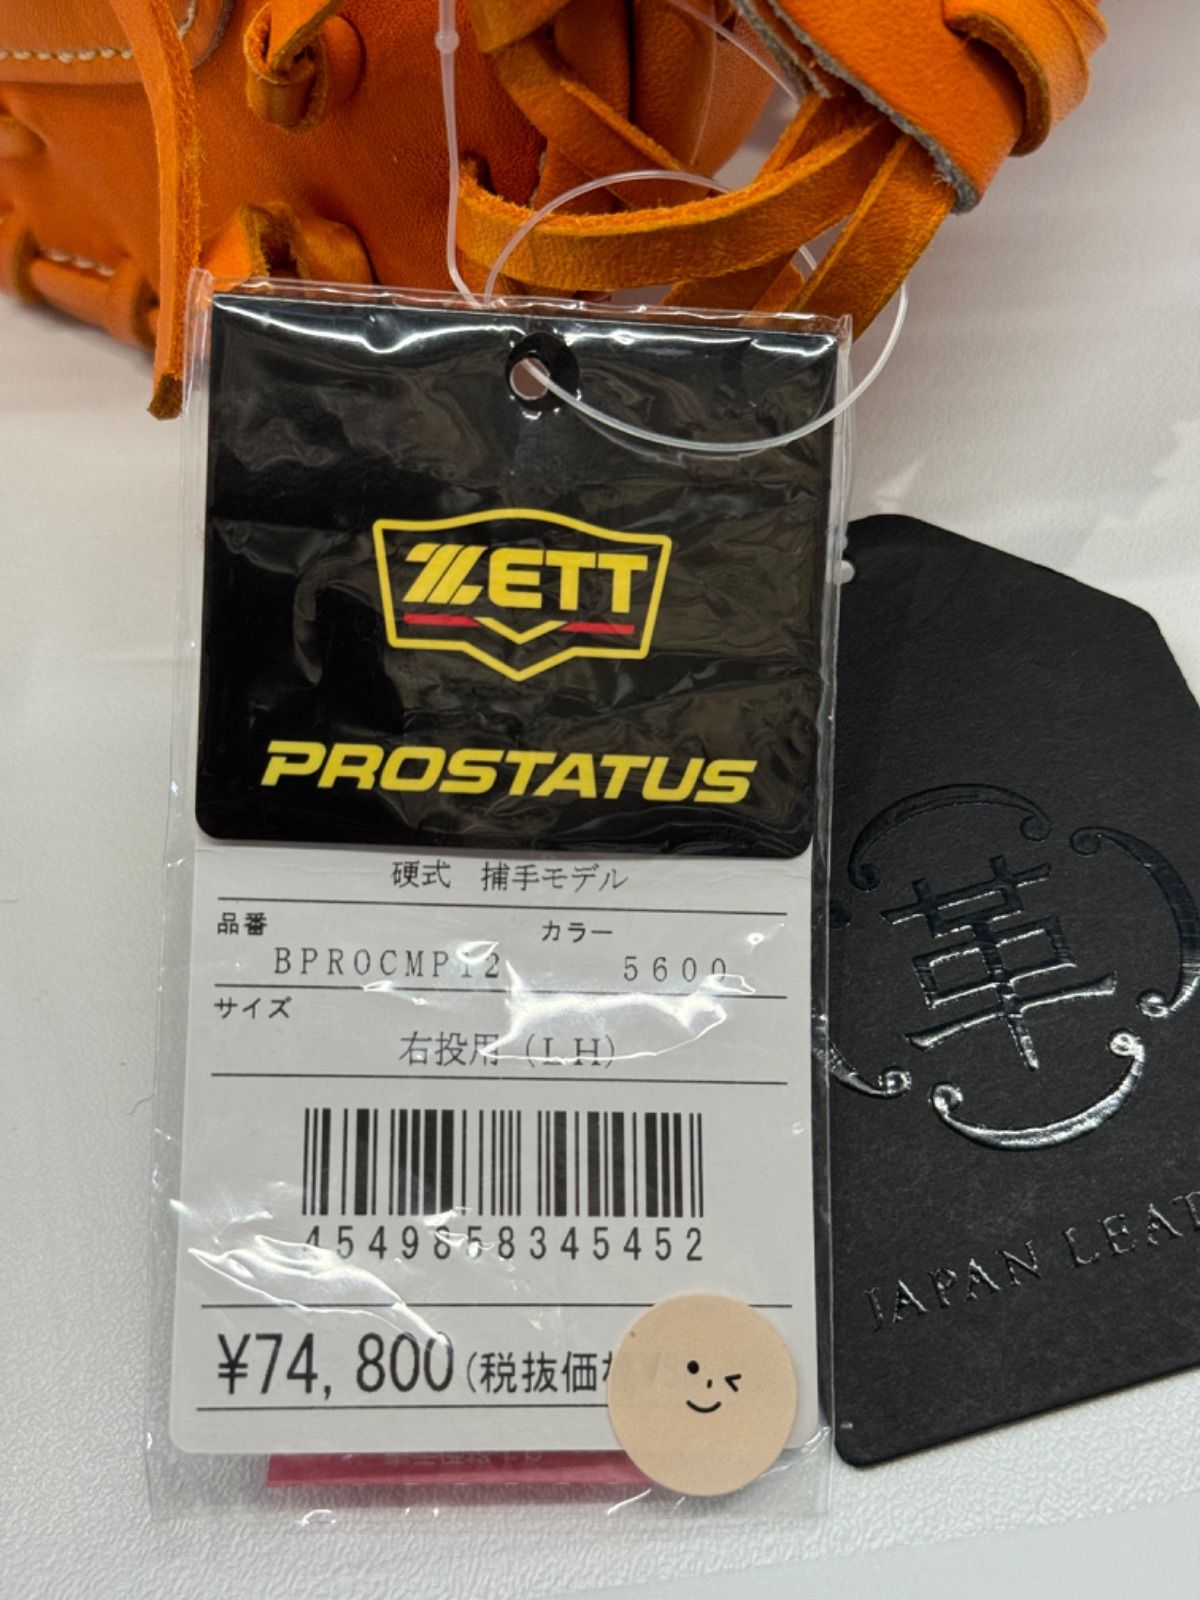 ZETT
PROSTATUS
硬式 捕手モデル
品番 カラー
BPROCMP12 5600
サイズ
右投用(LH)
4549858345452
¥74,800(税抜価
革
JAPAN LEAT